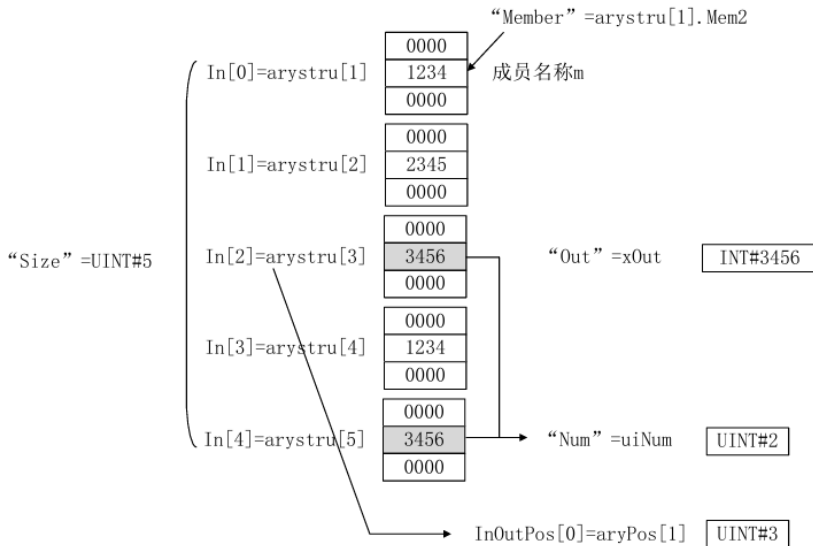 “Member”=arystru[1].Mem2
0000
In[0]=arystru[1] 1234 成员名称m
0000
0000
In[1]=arystru[2] 2345
0000
0000
“Size”=UINT#5 In[2]=arystru[3] 3456 “Out”=xOut INT#3456
0000
0000
In[3]=arystru[4] 1234
0000
0000
In[4]=arystru[5] 3456 “Num”=uiNum UINT#2
0000
InOutPos[0]=aryPos[1] UINT#3